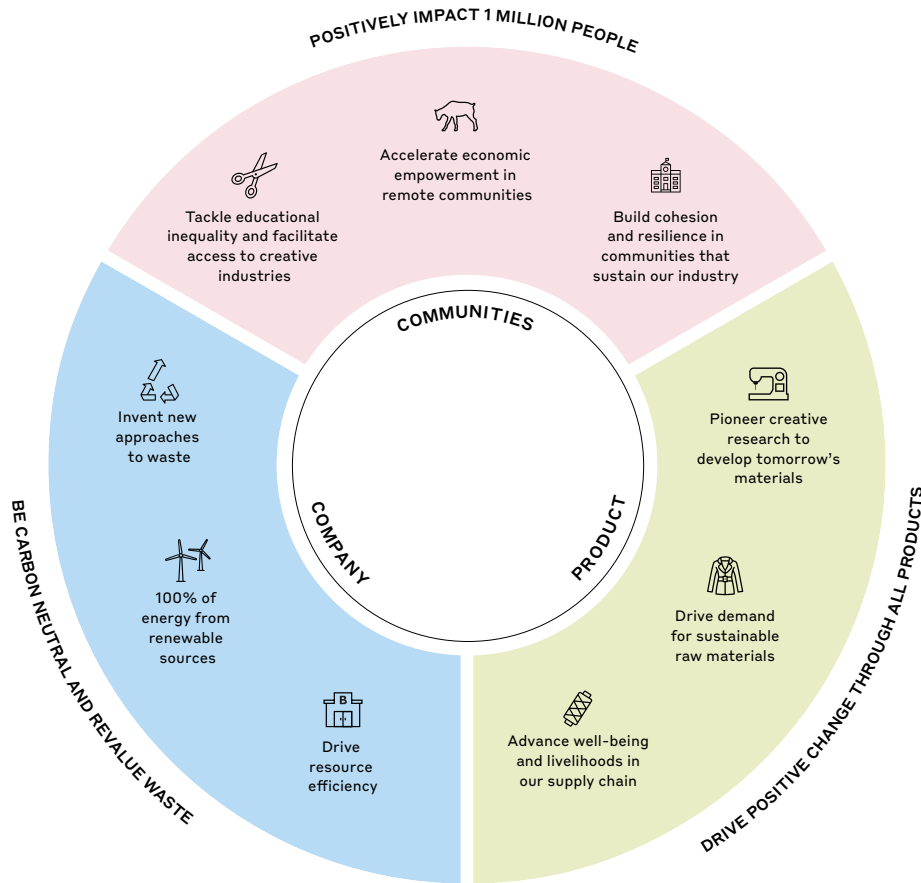 POSITIVELY IMPACT 1 MILLION PEOPLE
Accelerate economic
empowerment in
remote communities
Tackle educational
inequality and facilitate
access to creative
industries
Build cohesion
and resilience in
communities that
sustain our industry
COMMUNITIES
Invent new
approaches
to waste
100% of
energy from
renewable
sources
Drive
resource
efficiency
B
COMPANY
BE CARBON NEUTRAL AND REVALUE WASTE
Pioneer creative
research to
develop tomorrow's
materials
Drive demand
for sustainable
raw materials
Advance well-being
and livelihoods in
our supply chain
PRODUCT
DRIVE POSITIVE CHANGE THROUGH ALL PRODUCTS